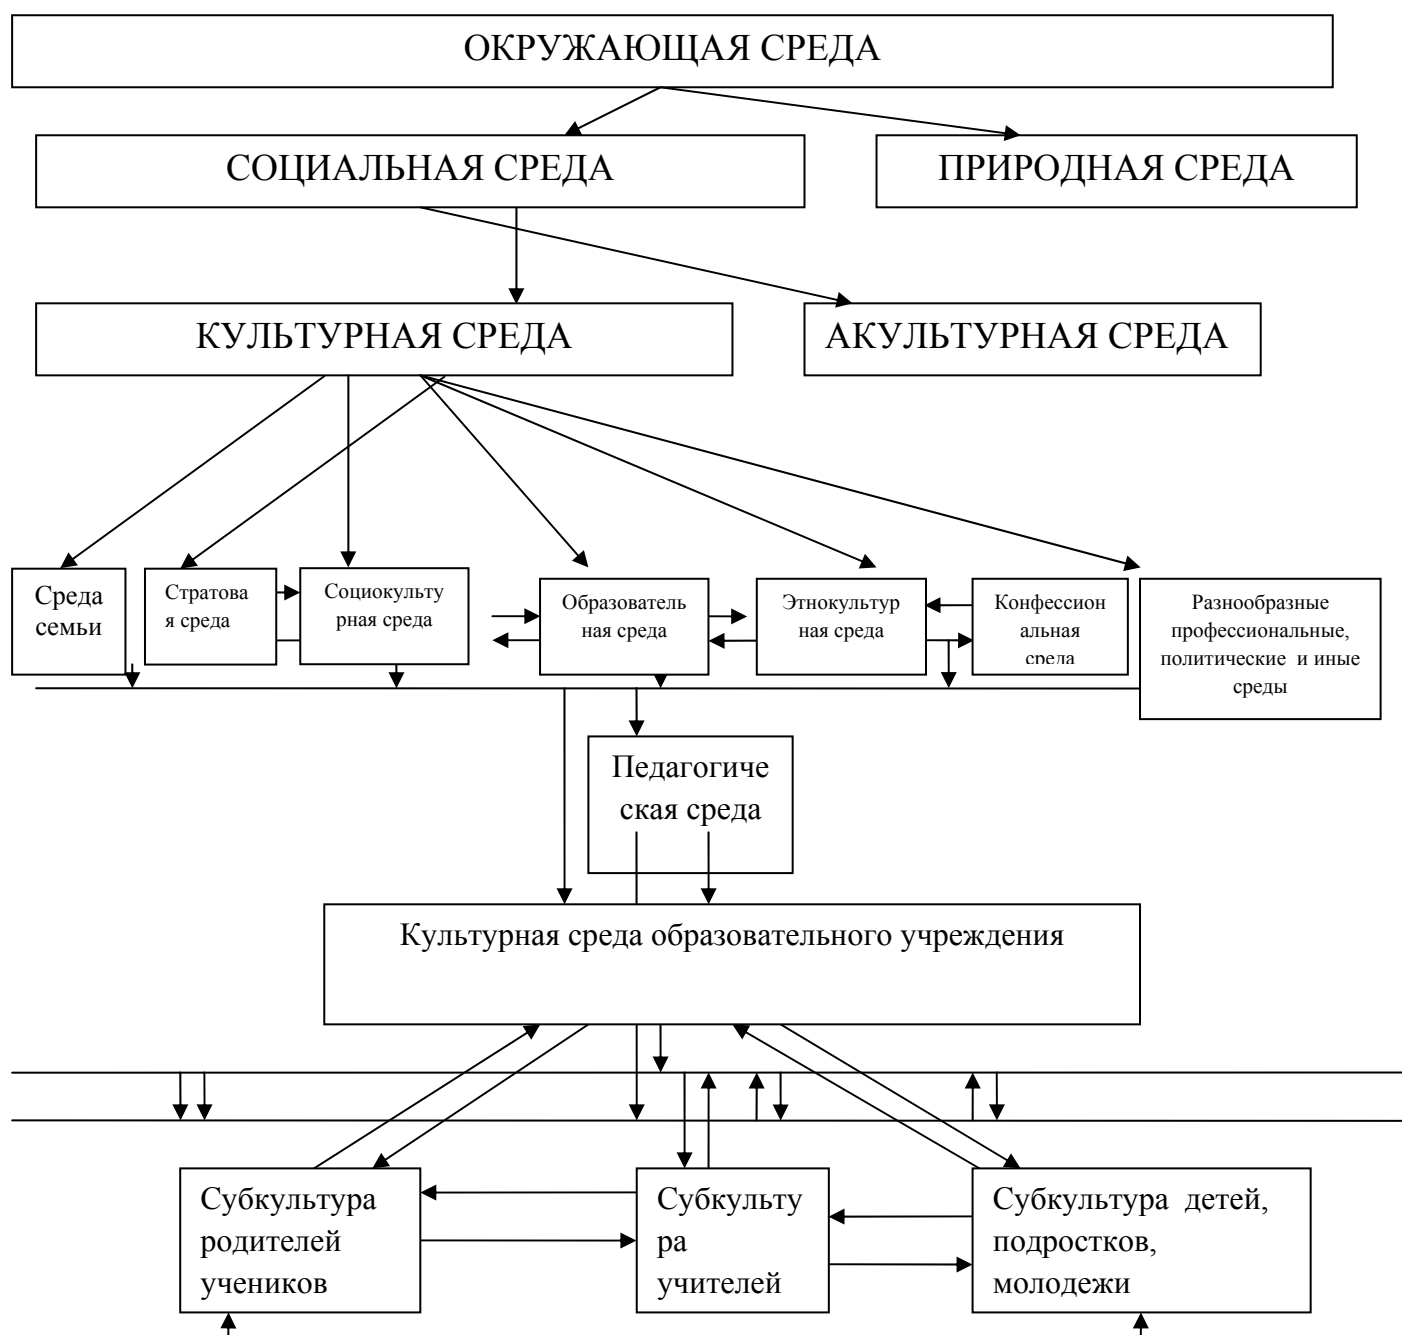 ОКРУЖАЮЩАЯ СРЕДА
СОЦИАЛЬНАЯ СРЕДА
ПРИРОДНАЯ СРЕДА
КУЛЬТУРНАЯ СРЕДА
АКУЛЬТУРНАЯ СРЕДА
Среда
семьи
Стратова
я среда
Социокульту
рная среда
Образователь
ная среда
Этнокультур
ная среда
Конфессион
альная
среда
Разнообразные
профессиональные,
политические и иные
среды
Педагогиче
ская среда
Культурная среда образовательного учреждения
Субкультура
родителей
учеников
Субкульту
ра
учителей
Субкультура детей,
подростков,
молодежи